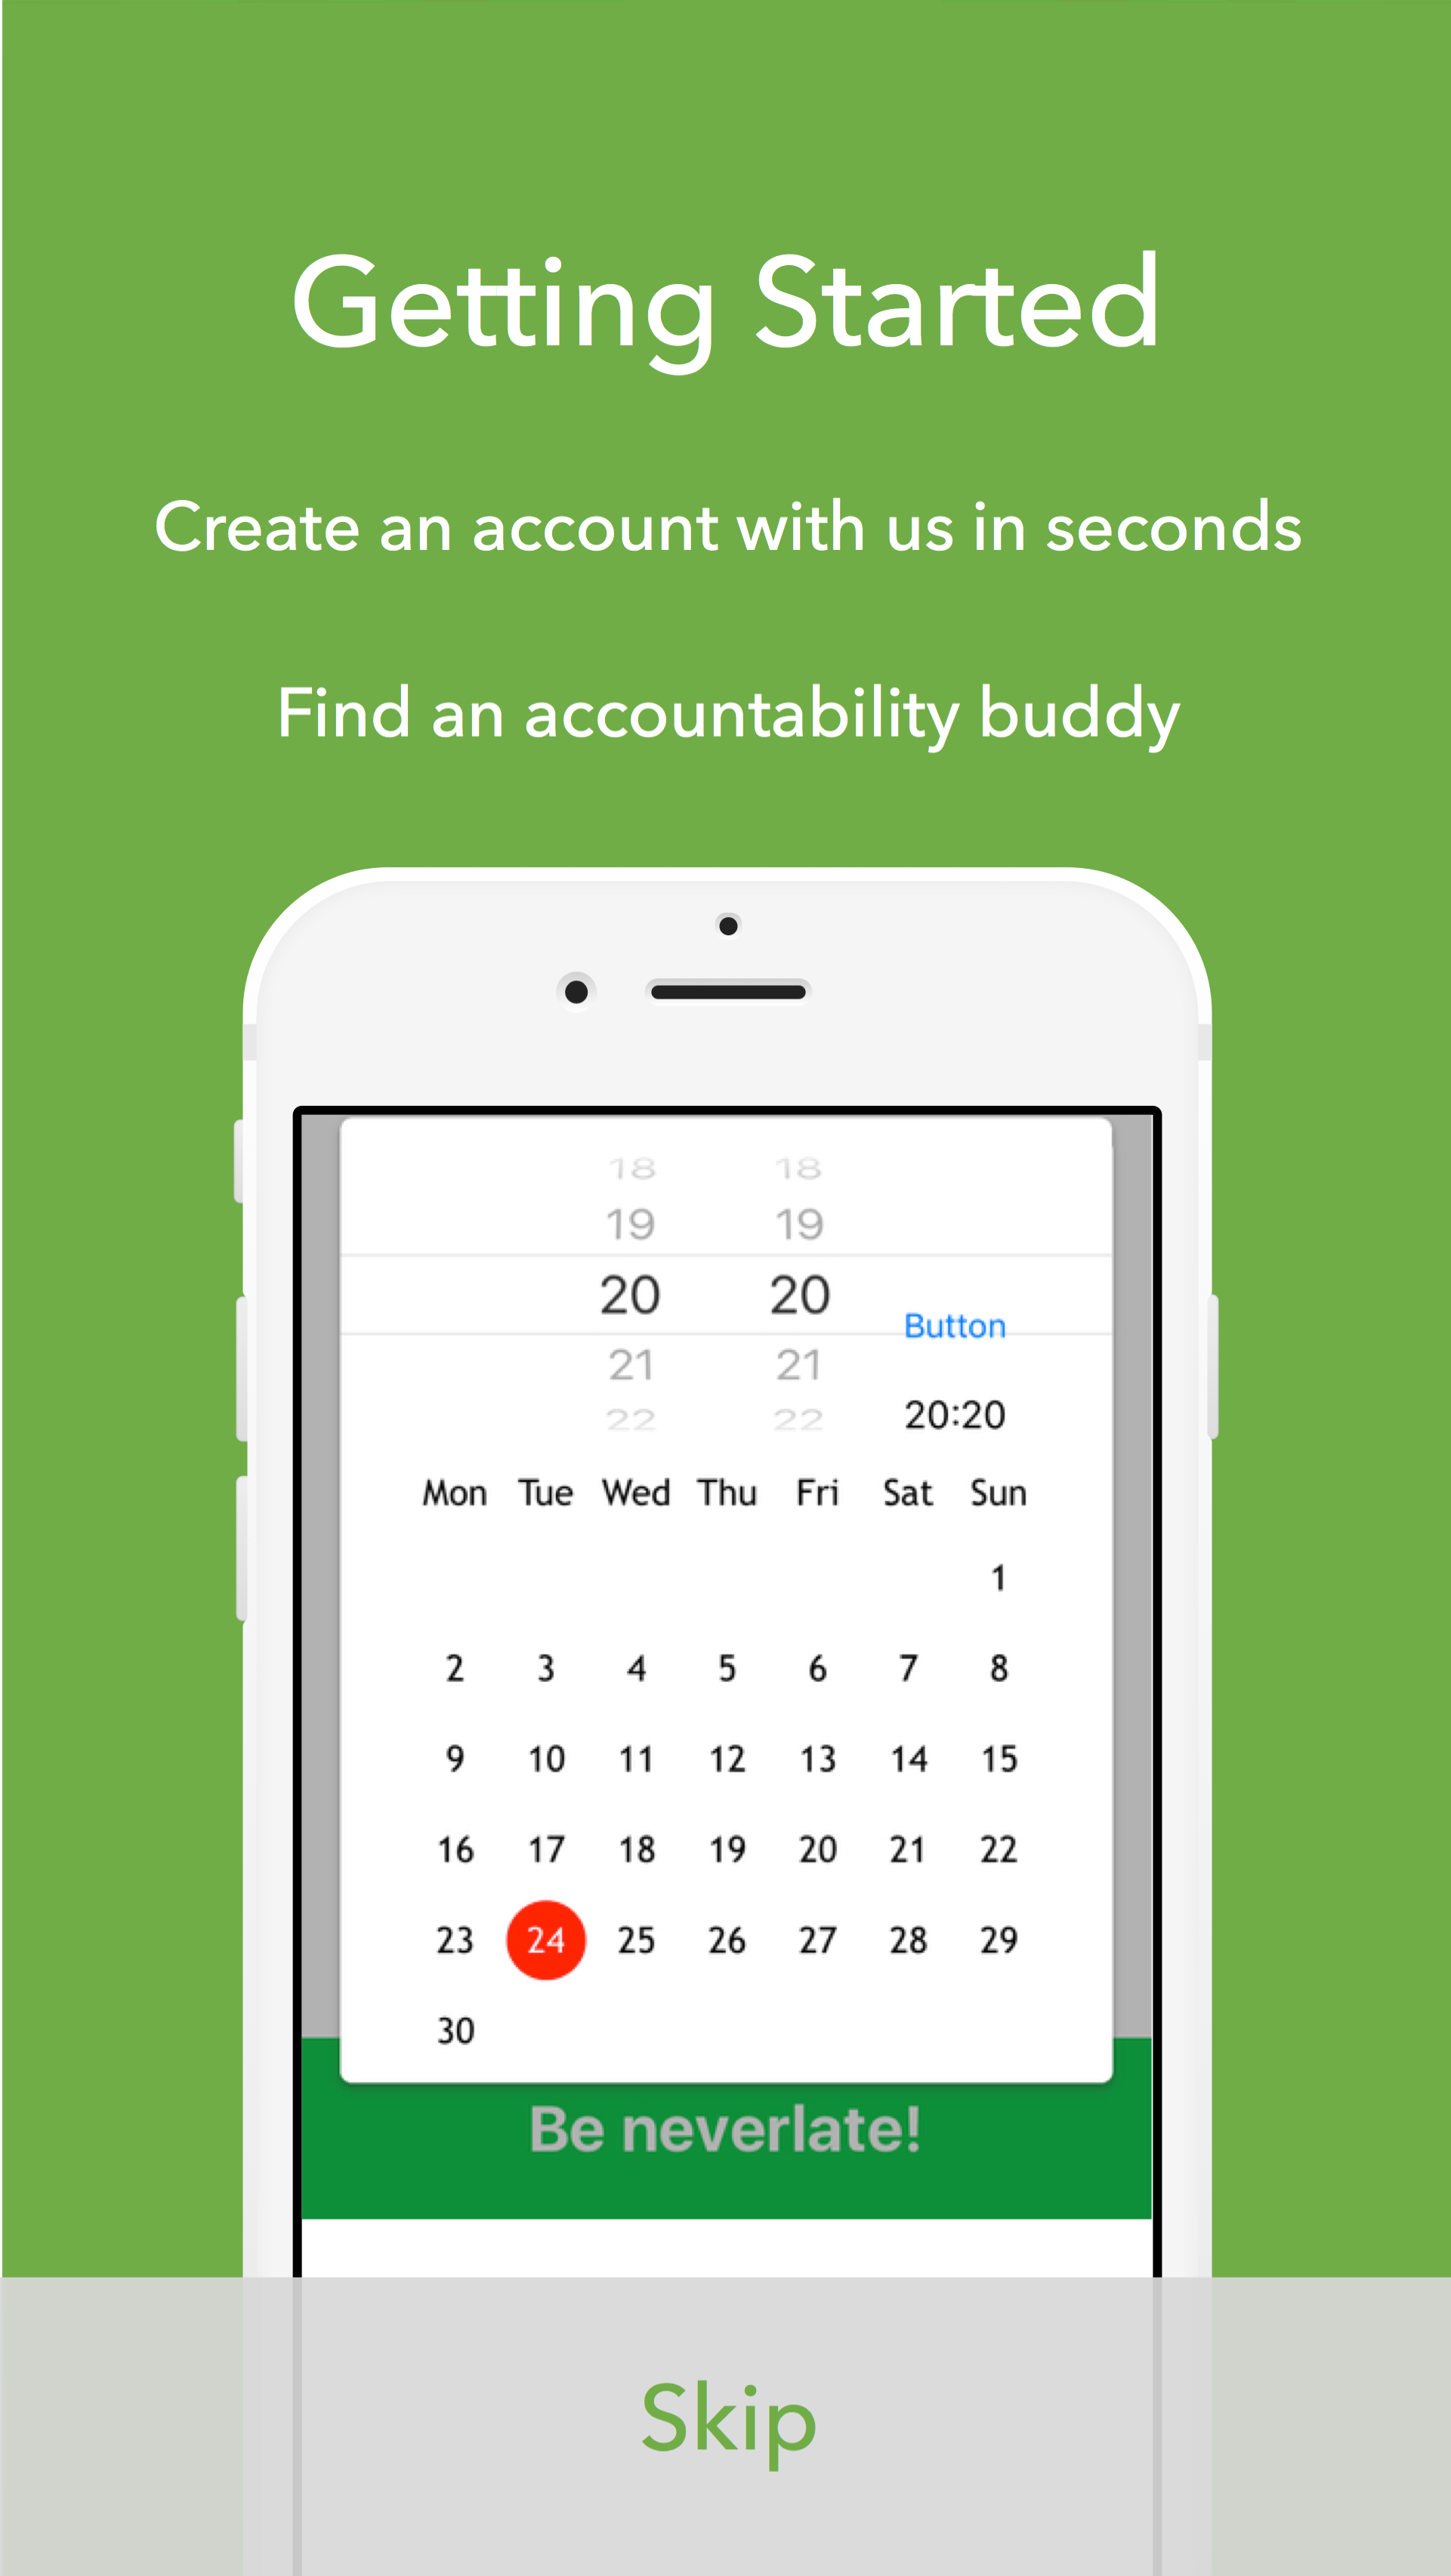 Getting Started
Create an account with us in seconds
Find an accountability buddy
18 18
19 19
20 20
Button
21 21
20:20
22 22
Mon Tue Wed Thu Fri Sat Sun
1
2 3 4 5 6 7 8
9 10 11 12 13 14 15
16 17 18 19 20 21 22
23 24 25 26 27 28 29
30
Be neverlate!
Skip